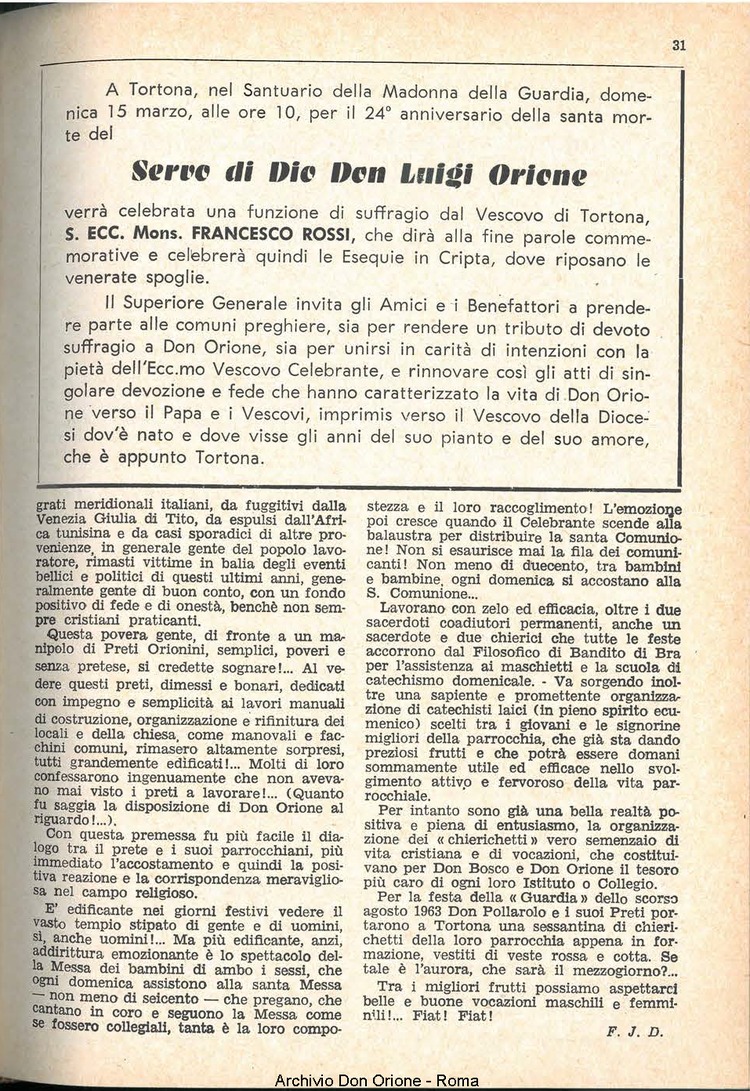 31
A Tortona, nel Santuario della Madonna della Guardia, dome-
nica 15 marzo, alle ore 10, per il 24° anniversario della santa mor-
te del
Servo di Dio Don Luigi Orione
verrà celebrata una funzione di suffragio dal Vescovo di Tortona,
S. ECC. Mons. FRANCESCO ROSSI, che dirà alla fine parole comme-
morative e celebrerà quindi le Esequie in Cripta, dove riposano le
venerate spoglie.
Il Superiore Generale invita gli Amici e i Benefattori a prende-
re parte alle comuni preghiere, sia per rendere un tributo di devoto
suffragio a Don Orione, sia per unirsi in carità di intenzioni con la
pietà dell'Ecc.mo Vescovo Celebrante, e rinnovare così gli atti di sin-
golare devozione e fede che hanno caratterizzato la vita di Don Orio-
ne verso il Papa e i Vescovi, imprimis verso il Vescovo della Dioce-
si dov'è nato e dove visse gli anni del suo pianto e del suo amore,
che è appunto Tortona.
grati meridionali italiani, da fuggitivi dalla
Venezia Giulia di Tito, da espulsi dall'Afri-
ca tunisina e da casi sporadici di altre pro-
venienze, in generale gente del popolo lavo-
ratore, rimasti vittime in balia degli eventi
bellici e politici di questi ultimi anni, gene-
ralmente gente di buon conto, con un fondo
positivo di fede e di onestà, benchè non sem-
pre cristiani praticanti.
Questa povera gente, di fronte a un ma-
nipolo di Preti Orionini, semplici, poveri e
senza pretese, si credette sognare!... Al ve-
dere questi preti, dimessi e bonari, dedicati
con impegno e semplicità ai lavori manuali
di costruzione, organizzazione e rifinitura dei
locali e della chiesa, come manovali e fac-
chini comuni, rimasero altamente sorpresi,
tutti grandemente edificati!... Molti di loro
confessarono ingenuamente che non aveva-
no mai visto i preti a lavorare!... (Quanto
fu saggia la disposizione di Don Orione al
riguardo!...).
Con questa premessa fu più facile il dia-
logo tra il prete e i suoi parrocchiani, più
immediato l'accostamento e quindi la posi-
tiva reazione e la corrispondenza meraviglio-
sa nel campo religioso.
E' edificante nei giorni festivi vedere il
vasto tempio stipato di gente e di uomini,
sì, anche uomini!... Ma più edificante, anzi,
addirittura emozionante è lo spettacolo del-
la Messa dei bambini di ambo i sessi, che
ogni domenica assistono alla santa Messa
— non meno di seicento — che pregano, che
cantano in coro e seguono la Messa come
se fossero collegiali, tanta è la loro compo-
stezza e il loro raccoglimento! L'emozione
poi cresce quando il Celebrante scende alla
balaustra per distribuire la santa Comunio-
ne! Non si esaurisce mai la fila dei comuni-
canti! Non meno di duecento, tra bambini
e bambine, ogni domenica si accostano alla
S. Comunione...
Lavorano con zelo ed efficacia, oltre i due
sacerdoti coadiutori permanenti, anche un
sacerdote e due chierici che tutte le feste
accorrono dal Filosofico di Bandito di Bra
per l'assistenza ai maschietti e la scuola di
catechismo domenicale. - Va sorgendo inol-
tre una sapiente e promettente organizza-
zione di catechisti laici (in pieno spirito ecu-
menico) scelti tra i giovani e le signorine
migliori della parrocchia, che già sta dando
preziosi frutti e che potrà essere domani
sommamente utile ed efficace nello svol-
gimento attivo e fervoroso della vita par-
rocchiale.
Per intanto sono già una bella realtà po-
sitiva e piena di entusiasmo, la organizza-
zione dei « chierichetti » vero semenzaio di
vita cristiana e di vocazioni, che costitui-
vano per Don Bosco e Don Orione il tesoro
più caro di ogni loro Istituto o Collegio.
Per la festa della « Guardia » dello scorso
agosto 1963 Don Pollarolo e i suoi Preti por-
tarono a Tortona una sessantina di chieri-
chetti della loro parrocchia appena in for-
mazione, vestiti di veste rossa e cotta. Se
tale è l'aurora, che sarà il mezzogiorno?...
Tra i migliori frutti possiamo aspettarci
belle e buone vocazioni maschili e femmi-
nili!... Fiat! Fiat!
F. J. D.
Archivio Don Orione - Roma